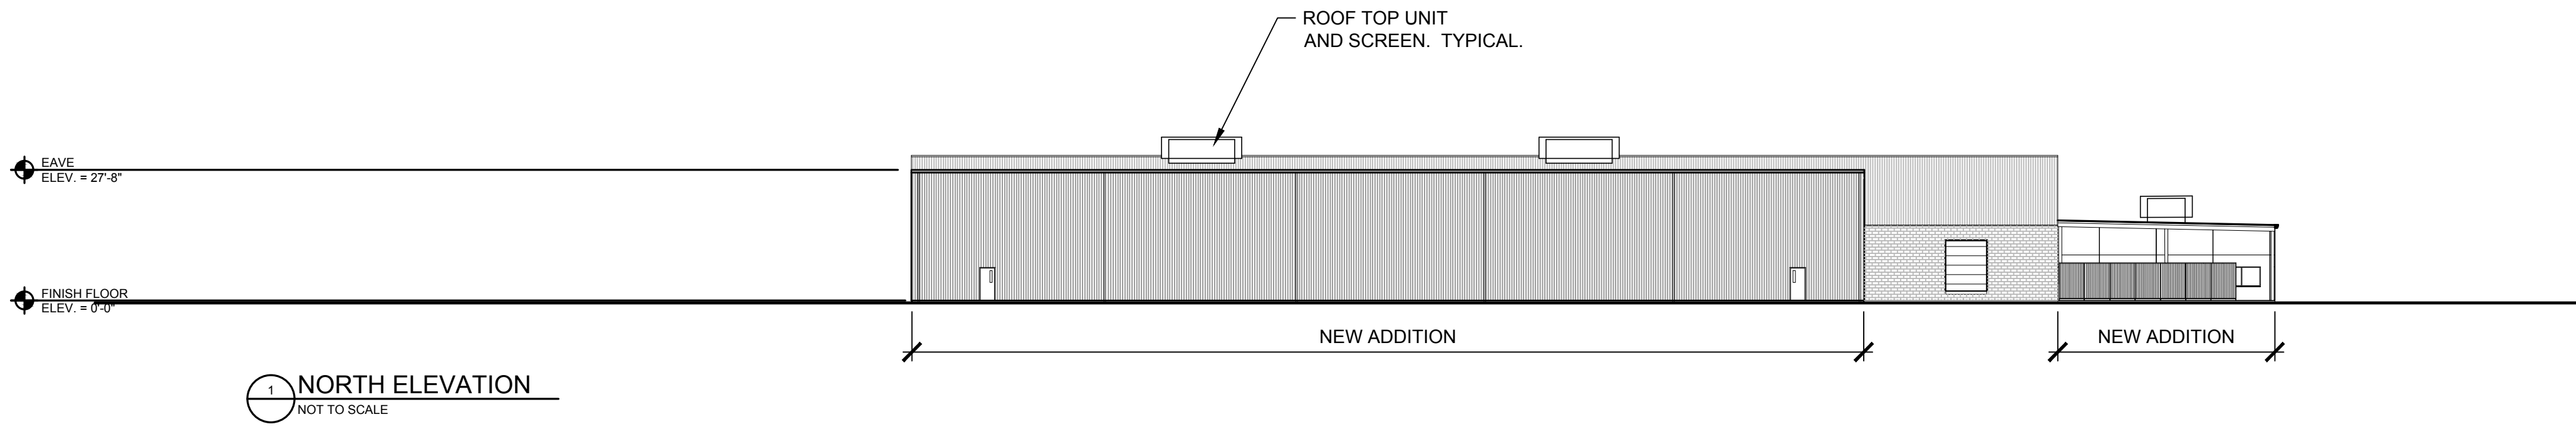 ROOF TOP UNIT
AND SCREEN.  TYPICAL.
EAVE
ELEV. = 27'-8"
FINISH FLOOR
ELEV. = 0'-0"
NEW ADDITION
NEW ADDITION
1
NORTH ELEVATION
NOT TO SCALE